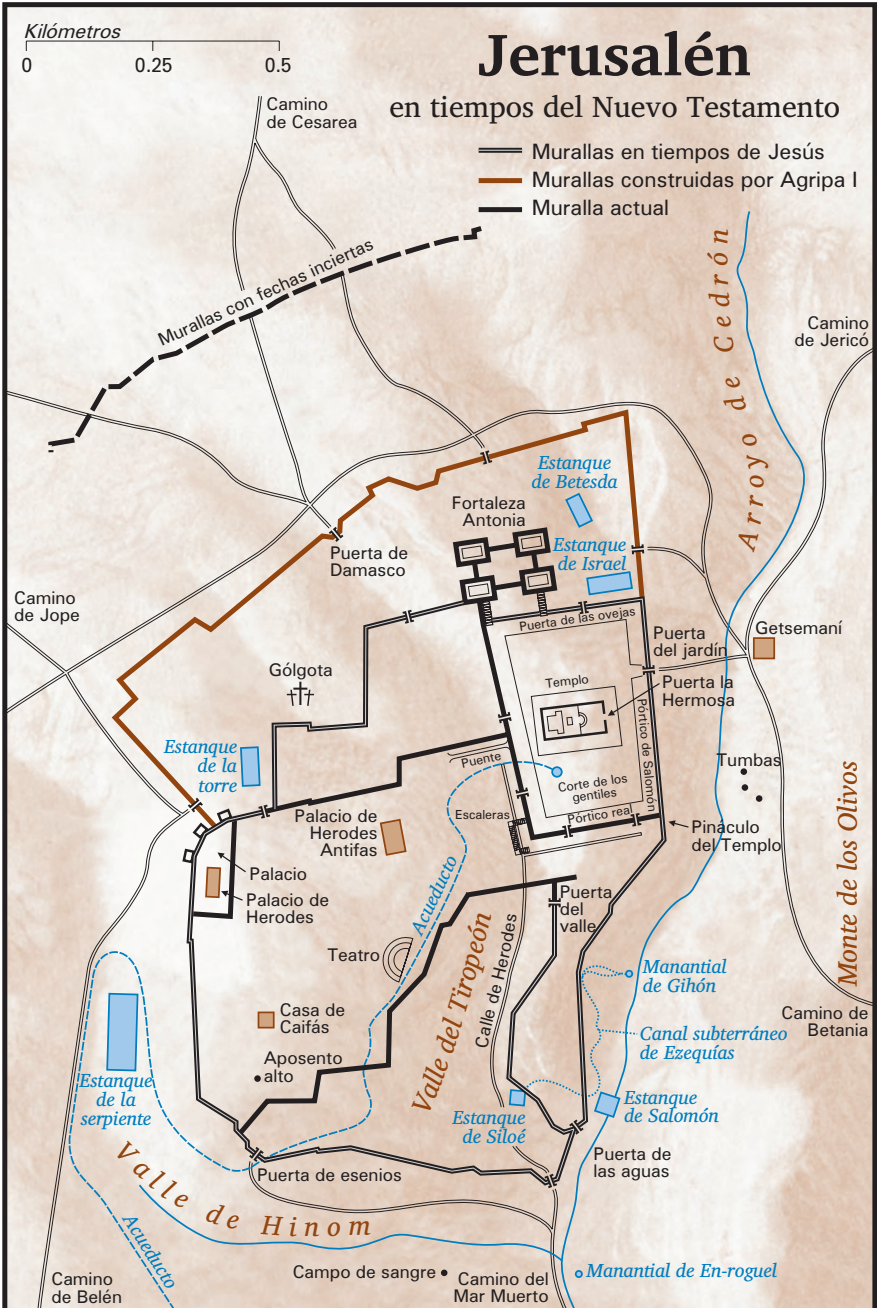 Kilómetros
0 0.25 0.5
Jerusalén
en tiempos del Nuevo Testamento
Murallas en tiempos de Jesús
Murallas construidas por Agripa I
Muralla actual
Camino
de Cesarea
Murallas con fechas inciertas
Arroyo de Cedrón
Camino
de Jericó
Estanque
de Betesda
Fortaleza
Antonia
Estanque
de Israel
Puerta de
Damasco
Camino
de Jope
Puerta de las ovejas
Puerta
del jardín
Getsemaní
Gólgota
Templo
Puerta la
Hermosa
Pórtico de Salomón
Estanque
de la
torre
Puente
Corte de los
gentiles
Tumbas
Palacio de
Herodes
Antifas
Escaleras
Pórtico real
Pináculo
del Templo
Monte de los Olivos
Palacio
Palacio de
Herodes
Acueducto
Puerta
del
valle
Teatro
Valle del Tiropeón
Calle de Herodes
Manantial
de Gihón
Casa de
Caifás
Canal subterráneo
de Ezequías
Camino de
Betania
Aposento
alto
Estanque
de la
serpiente
Estanque
de Siloé
Estanque
de Salomón
Puerta de
las aguas
Puerta de esenios
Valle de Hinom
Acueducto
Campo de sangre
Camino del
Mar Muerto
Manantial de En-roguel
Camino
de Belén